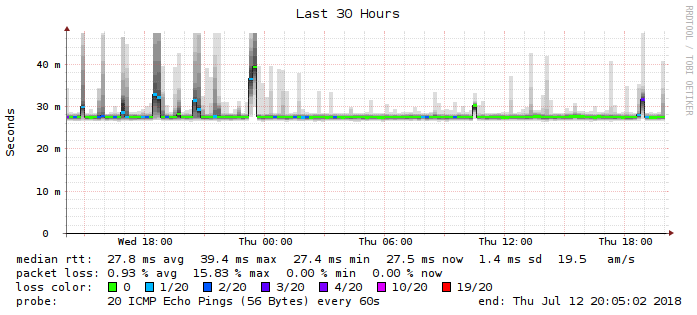 Last 30 Hours
RRDTOOL / TOBI OETIKER
Seconds
40 m
30 m
20 m
10 m
0
Wed 18:00 Thu 00:00 Thu 06:00 Thu 12:00 Thu 18:00
median rtt: 27.8 ms avg 39.4 ms max 27.4 ms min 27.5 ms now 1.4 ms sd 19.5 am/s
packet loss: 0.93 % avg 15.83 % max 0.00 % min 0.00 % now
loss color: 0 1/20 2/20 3/20 4/20 10/20 19/20
probe: 20 ICMP Echo Pings (56 Bytes) every 60s end: Thu Jul 12 20:05:02 2018